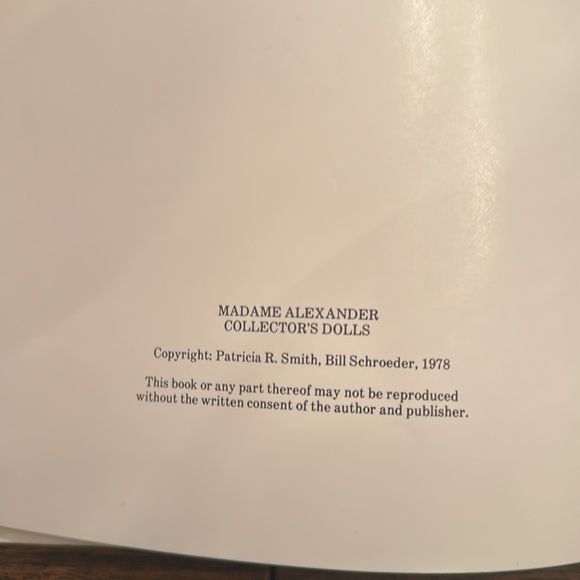 MADAME ALEXANDER
COLLECTOR'S DOLLS
Copyright: Patricia R. Smith, Bill Schroeder, 1978
This book or any part thereof may not be reproduced
without the written consent of the author and publisher.